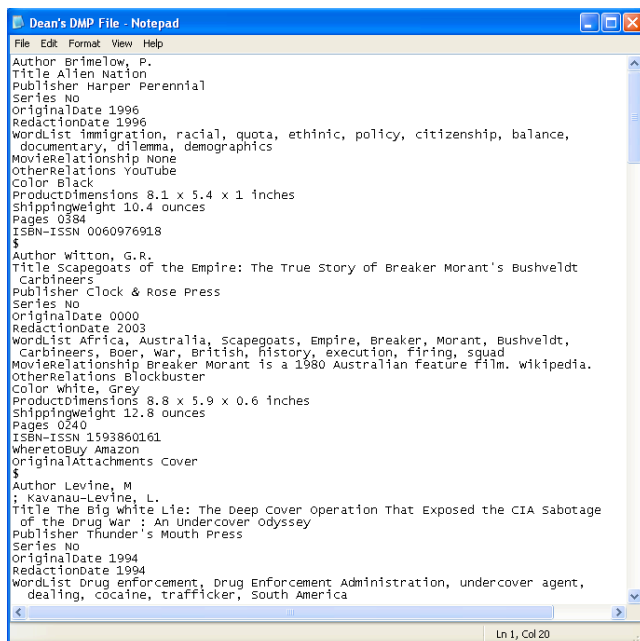 Dean's DMP File - Notepad
File Edit Format View Help
Author Brimelow, P.
Title Alien Nation
Publisher Harper Perennial
Series No
OriginalDate 1996
RedactionDate 1996
WordList immigration, racial, quota, ethinic, policy, citizenship, balance,
documentary, dilemma, demographics
MovieRelationship None
OtherRelations YouTube
Color Black
ProductDimensions 8.1 x 5.4 x 1 inches
ShippingWeight 10.4 ounces
Pages 0384
ISBN-ISSN 0060976918
$
Author Witton, G.R.
Title Scapegoats of the Empire: The True Story of Breaker Morant's Bushveldt
Carbineers
Publisher Clock & Rose Press
Series No
OriginalDate 0000
RedactionDate 2003
WordList Africa, Australia, Scapegoats, Empire, Breaker, Morant, Bushveldt,
Carbineers, Boer, War, British, history, execution, firing, squad
MovieRelationship Breaker Morant is a 1980 Australian feature film. Wikipedia.
OtherRelations Blockbuster
Color White, Grey
ProductDimensions 8.8 x 5.9 x 0.6 inches
ShippingWeight 12.8 ounces
Pages 0240
ISBN-ISSN 1593860161
WheretoBuy Amazon
OriginalAttachments Cover
$
Author Levine, M
; Kavanau-Levine, L.
Title The Big White Lie: The Deep Cover Operation That Exposed the CIA Sabotage
of the Drug War : An Undercover Odyssey
Publisher Thunder's Mouth Press
Series No
OriginalDate 1994
RedactionDate 1994
WordList Drug enforcement, Drug Enforcement Administration, undercover agent,
dealing, cocaine, trafficker, South America
Ln 1, Col 20